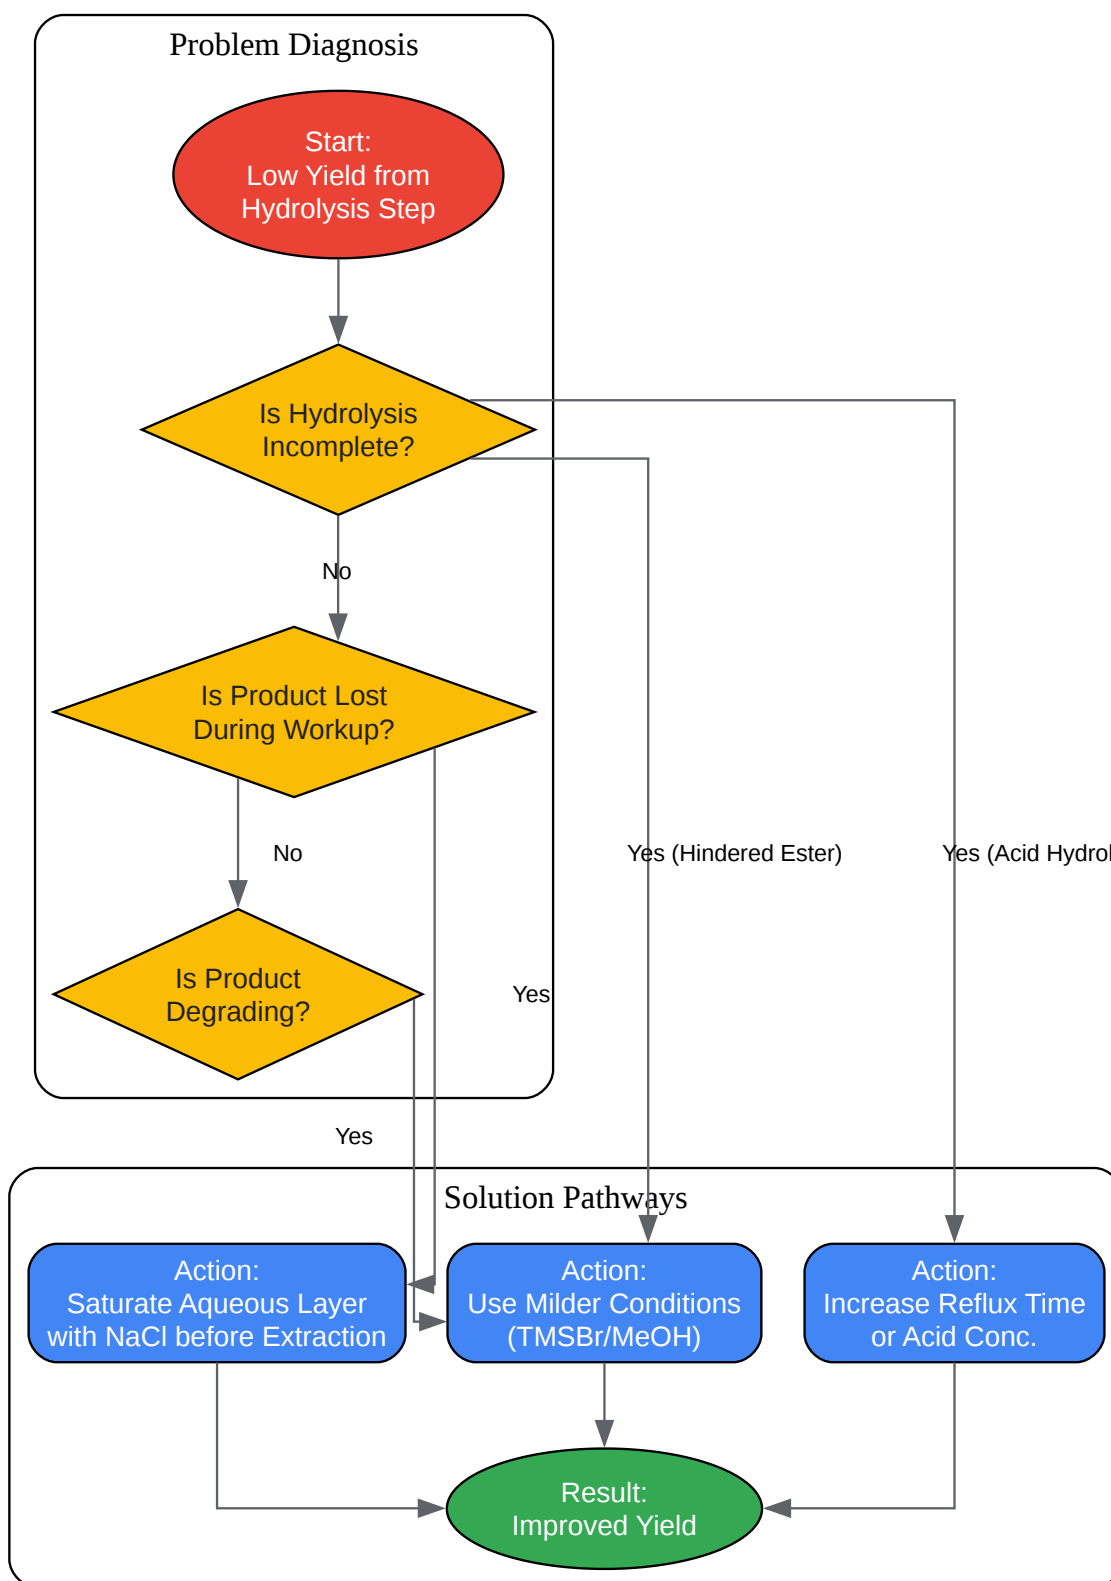 Problem Diagnosis
Start:
Low Yield from
Hydrolysis Step
Is Hydrolysis
Incomplete?
No
Is Product Lost
During Workup?
No
Yes (Hindered Ester)
Yes (Acid
Is Product
Degrading?
Yes
Yes
Solution Pathways
Action:
Saturate Aqueous Layer
with NaCl before Extraction
Action:
Use Milder Conditions
(TMSBr/MeOH)
Action:
Increase Reflux Time
or Acid Conc.
Result:
Improved Yield